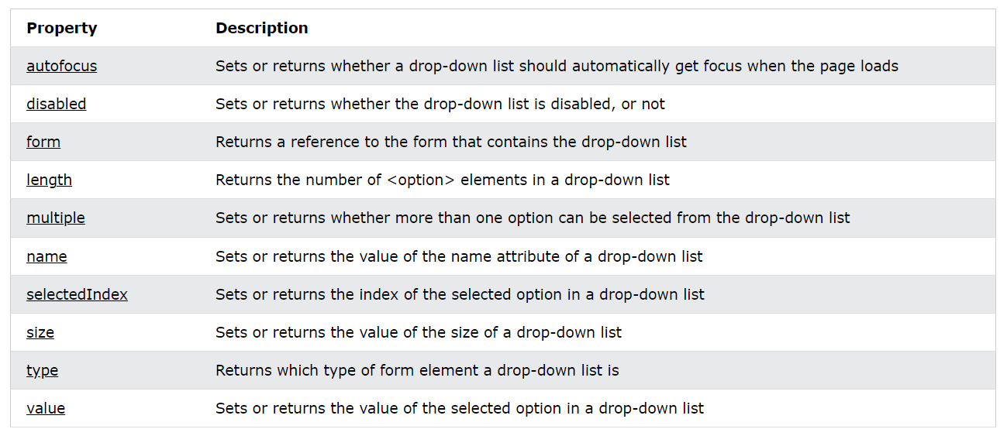 Property Description
autofocus Sets or returns whether a drop-down list should automatically get focus when the page loads
disabled Sets or returns whether the drop-down list is disabled, or not
form Returns a reference to the form that contains the drop-down list
length Returns the number of <option> elements in a drop-down list
multiple Sets or returns whether more than one option can be selected from the drop-down list
name Sets or returns the value of the name attribute of a drop-down list
selectedIndex Sets or returns the index of the selected option in a drop-down list
size Sets or returns the value of the size of a drop-down list
type Returns which type of form element a drop-down list is
value Sets or returns the value of the selected option in a drop-down list